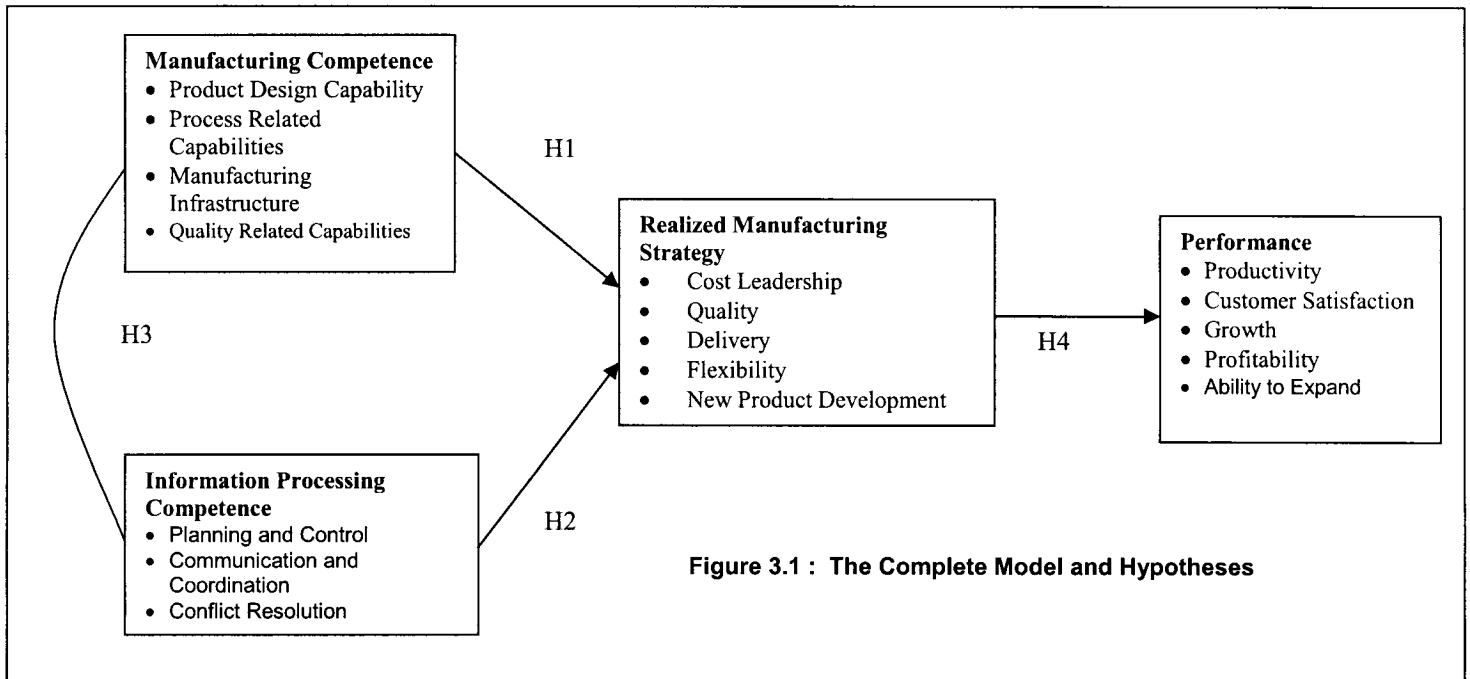 Manufacturing Competence
• Product Design Capability
• Process Related
Capabilities
• Manufacturing
Infrastructure
• Quality Related Capabilities
H1
H3
Information Processing
Competence
• Planning and Control
• Communication and
Coordination
• Conflict Resolution
H2
Realized Manufacturing
Strategy
• Cost Leadership
• Quality
• Delivery
• Flexibility
• New Product Development
H4
Performance
• Productivity
• Customer Satisfaction
• Growth
• Profitability
• Ability to Expand
Figure 3.1 : The Complete Model and Hypotheses